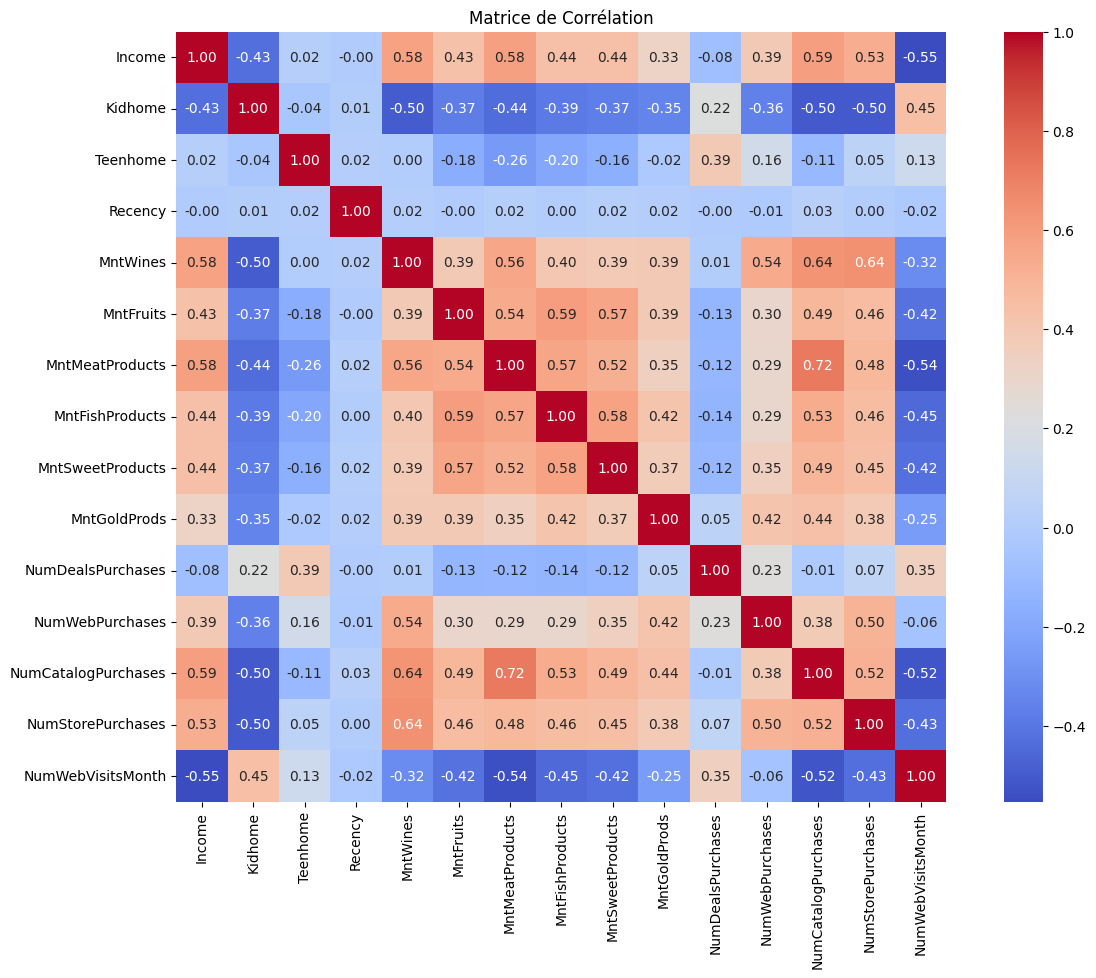 Matrice de Corrélation
Income 1.00 -0.43 0.02 -0.00 0.58 0.43 0.58 0.44 0.44 0.33 -0.08 0.39 0.59 0.53 -0.55
Kidhome -0.43 1.00 -0.04 0.01 -0.50 -0.37 -0.44 -0.39 -0.37 -0.35 0.22 -0.36 -0.50 -0.50 0.45
Teenhome 0.02 -0.04 1.00 0.02 0.00 -0.18 -0.26 -0.20 -0.16 -0.02 0.39 0.16 -0.11 0.05 0.13
Recency -0.00 0.01 0.02 1.00 0.02 -0.00 0.02 0.00 0.02 0.02 -0.00 -0.01 0.03 0.00 -0.02
MntWines 0.58 -0.50 0.00 0.02 1.00 0.39 0.56 0.40 0.39 0.39 0.01 0.54 0.64 0.64 -0.32
MntFruits 0.43 -0.37 -0.18 -0.00 0.39 1.00 0.54 0.59 0.57 0.39 -0.13 0.30 0.49 0.46 -0.42
MntMeatProducts 0.58 -0.44 -0.26 0.02 0.56 0.54 1.00 0.57 0.52 0.35 -0.12 0.29 0.72 0.48 -0.54
MntFishProducts 0.44 -0.39 -0.20 0.00 0.40 0.59 0.57 1.00 0.58 0.42 -0.14 0.29 0.53 0.46 -0.45
MntSweetProducts 0.44 -0.37 -0.16 0.02 0.39 0.57 0.52 0.58 1.00 0.37 -0.12 0.35 0.49 0.45 -0.42
MntGoldProds 0.33 -0.35 -0.02 0.02 0.39 0.39 0.35 0.42 0.37 1.00 0.05 0.42 0.44 0.38 -0.25
NumDealsPurchases -0.08 0.22 0.39 -0.00 0.01 -0.13 -0.12 -0.14 -0.12 0.05 1.00 0.23 -0.01 0.07 0.35
NumWebPurchases 0.39 -0.36 0.16 -0.01 0.54 0.30 0.29 0.29 0.35 0.42 0.23 1.00 0.38 0.50 -0.06
NumCatalogPurchases 0.59 -0.50 -0.11 0.03 0.64 0.49 0.72 0.53 0.49 0.44 -0.01 0.38 1.00 0.52 -0.52
NumStorePurchases 0.53 -0.50 0.05 0.00 0.64 0.46 0.48 0.46 0.45 0.38 0.07 0.50 0.52 1.00 -0.43
NumWebVisitsMonth -0.55 0.45 0.13 -0.02 -0.32 -0.42 -0.54 -0.45 -0.42 -0.25 0.35 -0.06 -0.52 -0.43 1.00
Income
Kidhome
Teenhome
Recency
MntWines
MntFruits
MntMeatProducts
MntFishProducts
MntSweetProducts
MntGoldProds
NumDealsPurchases
NumWebPurchases
NumCatalogPurchases
NumStorePurchases
NumWebVisitsMonth
1.0
0.8
0.6
0.4
0.2
0.0
−0.2
−0.4